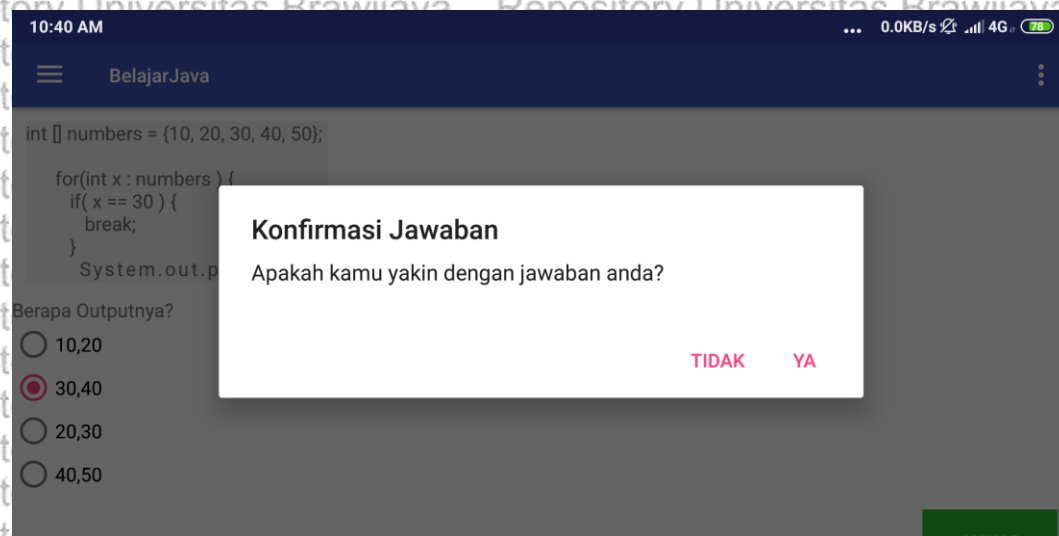 10:40 AM ... 0.0KB/s 4G 78
BelajarJava
int [] numbers = {10, 20, 30, 40, 50};
for(int x : numbers ) {
if( x == 30 ) {
break;
}
System.out.p
Konfirmasi Jawaban
Apakah kamu yakin dengan jawaban anda?
TIDAK YA
Berapa Outputnya?
10,20
30,40
20,30
40,50